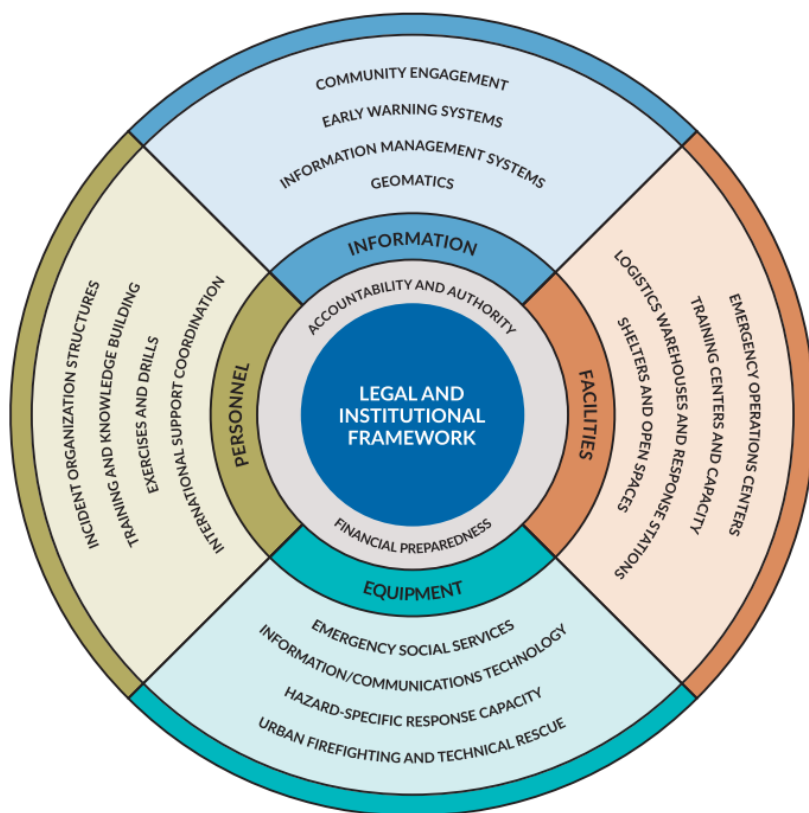 COMMUNITY ENGAGEMENT
EARLY WARNING SYSTEMS
INFORMATION MANAGEMENT SYSTEMS
GEOMATICS
INFORMATION
ACCOUNTABILITY AND AUTHORITY
LEGAL AND
INSTITUTIONAL
FRAMEWORK
FINANCIAL PREPAREDNESS
FACILITIES
EMERGENCY OPERATIONS CENTERS
TRAINING CENTERS AND CAPACITY
LOGISTICS WAREHOUSES AND RESPONSE STATIONS
SHELTERS AND OPEN SPACES
EQUIPMENT
EMERGENCY SOCIAL SERVICES
INFORMATION/COMMUNICATIONS TECHNOLOGY
HAZARD-SPECIFIC RESPONSE CAPACITY
URBAN FIREFIGHTING AND TECHNICAL RESCUE
PERSONNEL
INCIDENT ORGANIZATION STRUCTURES
TRAINING AND KNOWLEDGE BUILDING
EXERCISES AND DRILLS
INTERNATIONAL SUPPORT COORDINATION